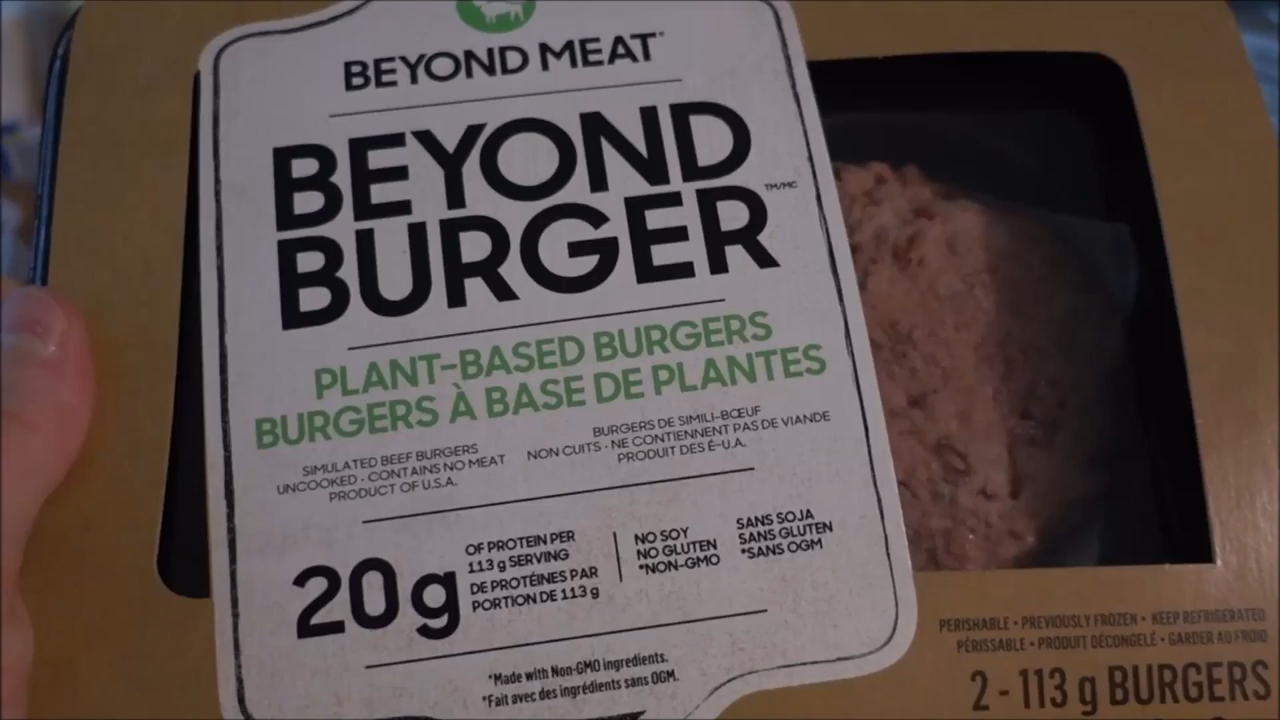 BEYOND MEAT®
BEYOND
BURGER™/MC
PLANT-BASED BURGERS
BURGERS À BASE DE PLANTES
SIMULATED BEEF BURGERS
UNCOOKED · CONTAINS NO MEAT
PRODUCT OF U.S.A.
BURGERS DE SIMILI-BŒUF
NON CUITS · NE CONTIENNENT PAS DE VIANDE
PRODUIT DES É-U.A.
20g
OF PROTEIN PER
113 g SERVING
DE PROTÉINES PAR
PORTION DE 113 g
NO SOY
NO GLUTEN
*NON-GMO
SANS SOJA
SANS GLUTEN
*SANS OGM
*Made with Non-GMO ingredients.
*Fait avec des ingrédients sans OGM.
PERISHABLE • PREVIOUSLY FROZEN • KEEP REFRIGERATED
PÉRISSABLE • PRODUIT DÉCONGELÉ • GARDER AU FROID
2 - 113 g BURGERS